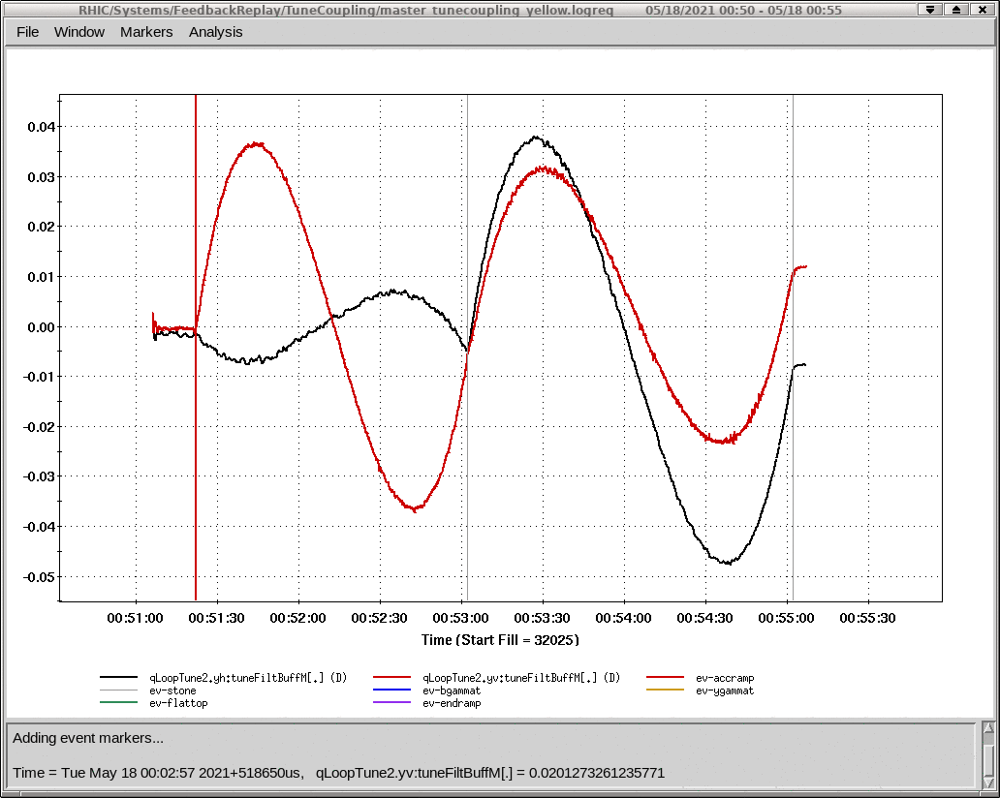 RHIC/Systems/FeedbackReplay/TuneCoupling/master_tunecoupling_yellow.logreq 05/18/2021 00:50 - 05/18 00:55
File Window Markers Analysis
0.04
0.03
0.02
0.01
0.00
-0.01
-0.02
-0.03
-0.04
-0.05
00:51:00 00:51:30 00:52:00 00:52:30 00:53:00 00:53:30 00:54:00 00:54:30 00:55:00 00:55:30
Time (Start Fill = 32025)
qLoopTune2.yh:tuneFiltBuffM[.] (D) qLoopTune2.yv:tuneFiltBuffM[.] (D) ev-accramp
ev-stone ev-bgammat ev-ygammat
ev-flattop ev-endramp
Adding event markers...
Time = Tue May 18 00:02:57 2021+518650us, qLoopTune2.yv:tuneFiltBuffM[.] = 0.0201273261235771